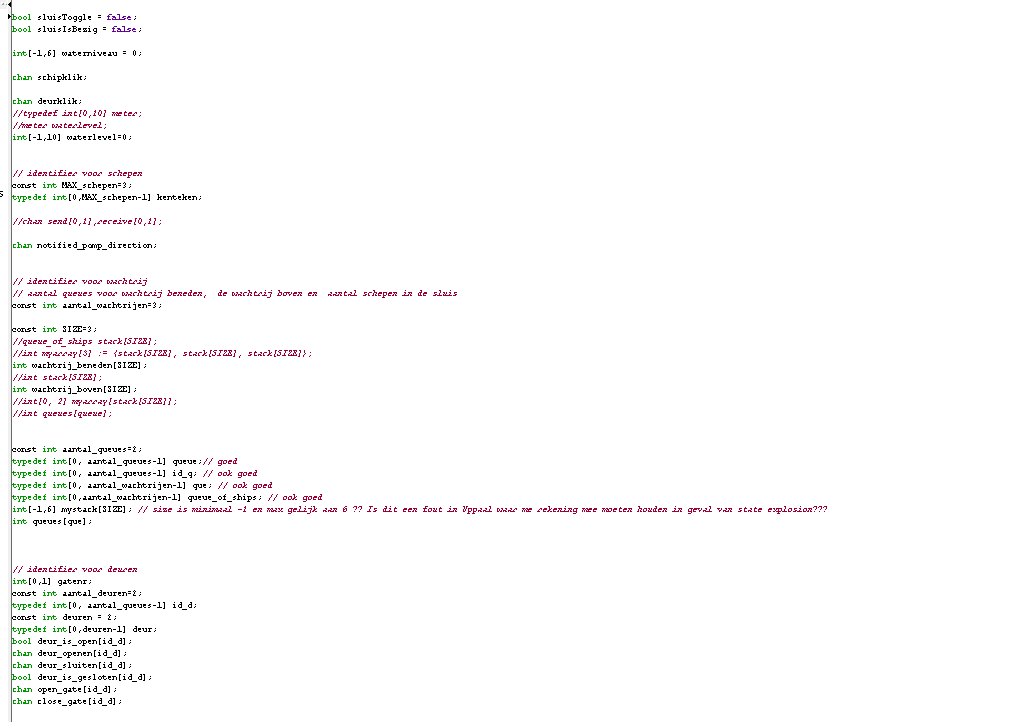 bool sluisToggle = false;
bool sluisIsBezig = false;
int[-1,6] waterniveau = 0;
chan schipklik;
chan deurklik;
//typedef int[0,10] meter;
//meter waterlevel;
int[-1,10] waterlevel=0;
// identifier voor schepen
const int MAX_schepen=3;
typedef int[0,MAX_schepen-1] kenteken;
//chan send[0,1],receive[0,1];
chan notified_pomp_direction;
// identifier voor wachtrij
// aantal queues voor wachtrij beneden, de wachtrij boven en aantal schepen in de sluis
const int aantal_wachtrijen=3;
const int SIZE=3;
//queue_of_ships stack[SIZE];
//int myarray[3] := {stack[SIZE], stack[SIZE], stack[SIZE]};
int wachtrij_beneden[SIZE];
//int stack[SIZE];
int wachtrij_boven[SIZE];
//int[0, 2] myarray[stack[SIZE]];
//int queues[queue];
const int aantal_queues=2;
typedef int[0, aantal_queues-1] queue;// goed
typedef int[0, aantal_queues-1] id_q; // ook goed
typedef int[0, aantal_wachtrijen-1] que; // ook goed
typedef int[0,aantal_wachtrijen-1] queue_of_ships; // ook goed
int[-1,6] mystack[SIZE]; // size is minimaal -1 en max gelijk aan 6 ?? Is dit een fout in Uppaal waar me rekening mee moeten houden in geval van state explosion???
int queues[que];
// identifier voor deuren
int[0,1] gatenr;
const int aantal_deuren=2;
typedef int[0, aantal_queues-1] id_d;
const int deuren = 2;
typedef int[0,deuren-1] deur;
bool deur_is_open[id_d];
chan deur_openen[id_d];
chan deur_sluiten[id_d];
bool deur_is_gesloten[id_d];
chan open_gate[id_d];
chan close_gate[id_d];